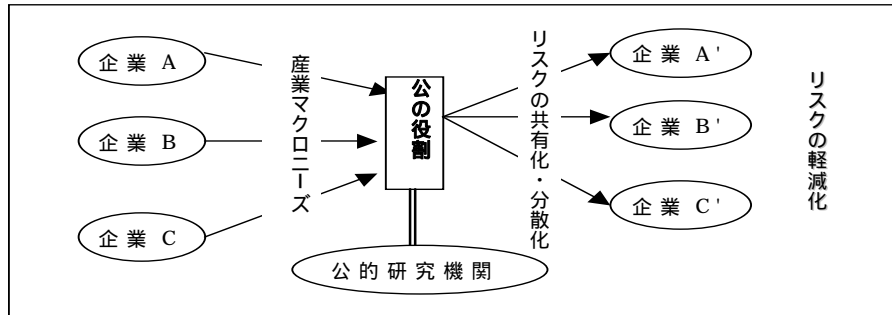 企業 A
企業 B
企業 C
産業マクロニーズ
公の役割
公的研究機関
リスクの共有化・分散化
企業 A'
企業 B'
企業 C'
リスクの軽減化